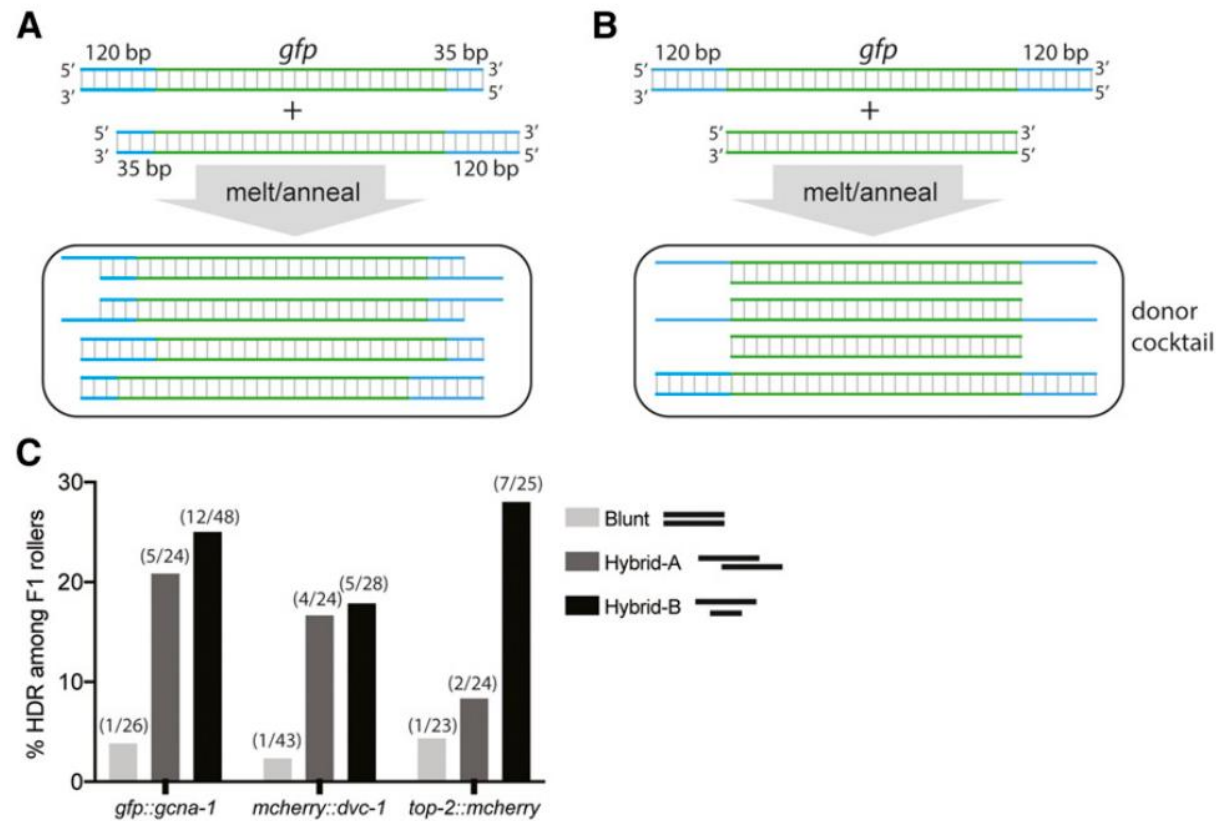 A
120 bp gfp 35 bp
5′ 3′
3′ 5′
+
5′ 3′
3′ 5′
35 bp 120 bp
melt/anneal
B
120 bp gfp 120 bp
5′ 3′
3′ 5′
+
5′ 3′
3′ 5′
melt/anneal
donor
cocktail
C
% HDR among F1 rollers
30
20
10
0
(1/26)
(5/24)
(12/48)
(1/43)
(4/24)
(5/28)
(1/23)
(2/24)
(7/25)
gfp::gcna-1 mcherry::dvc-1 top-2::mcherry
Blunt
Hybrid-A
Hybrid-B